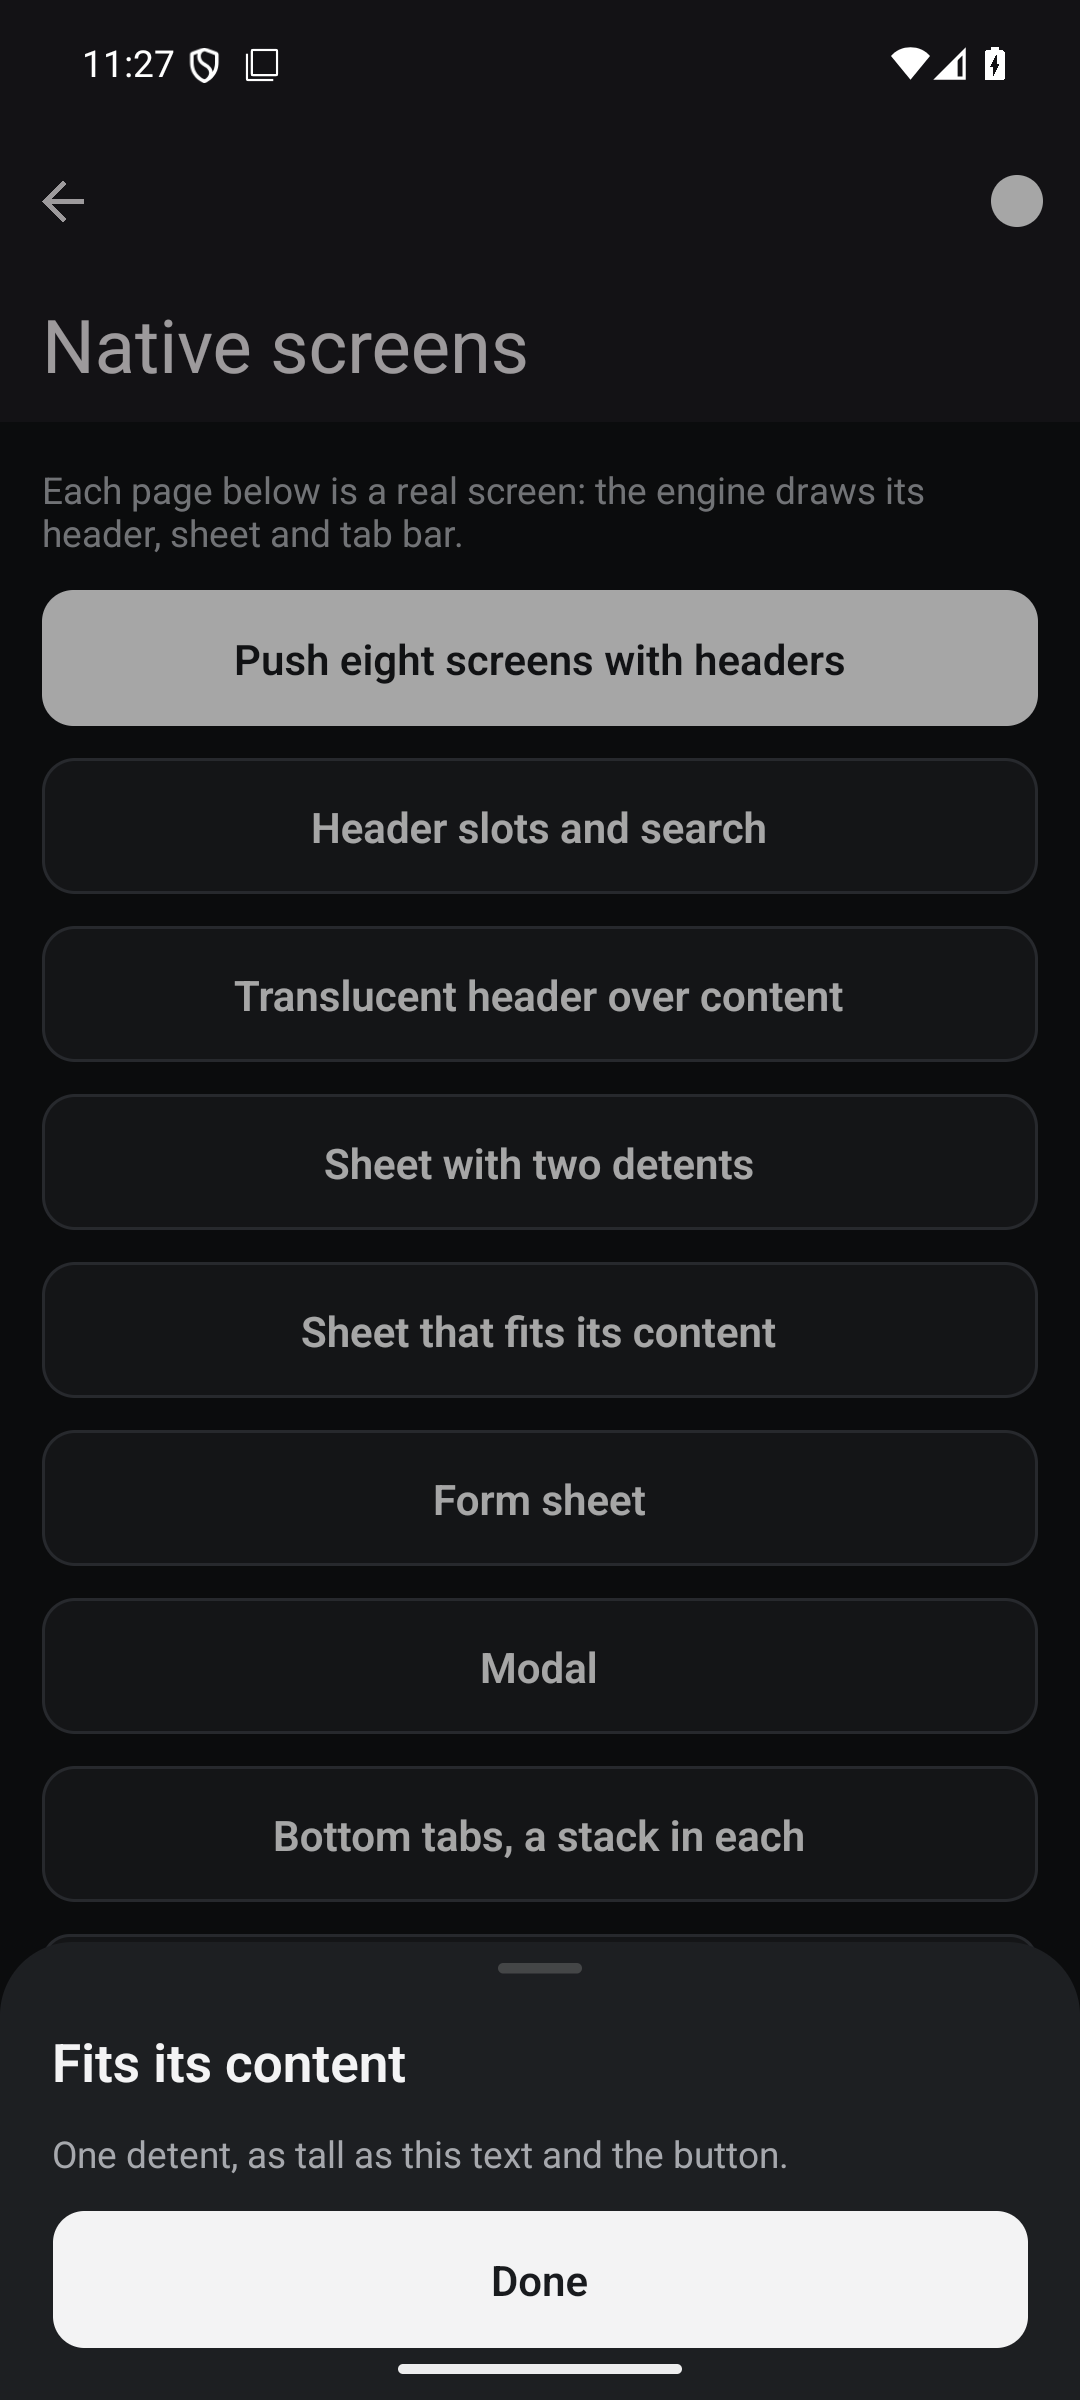 11:27
Native screens
Each page below is a real screen: the engine draws its
header, sheet and tab bar.
Push eight screens with headers
Header slots and search
Translucent header over content
Sheet with two detents
Sheet that fits its content
Form sheet
Modal
Bottom tabs, a stack in each
Fits its content
One detent, as tall as this text and the button.
Done